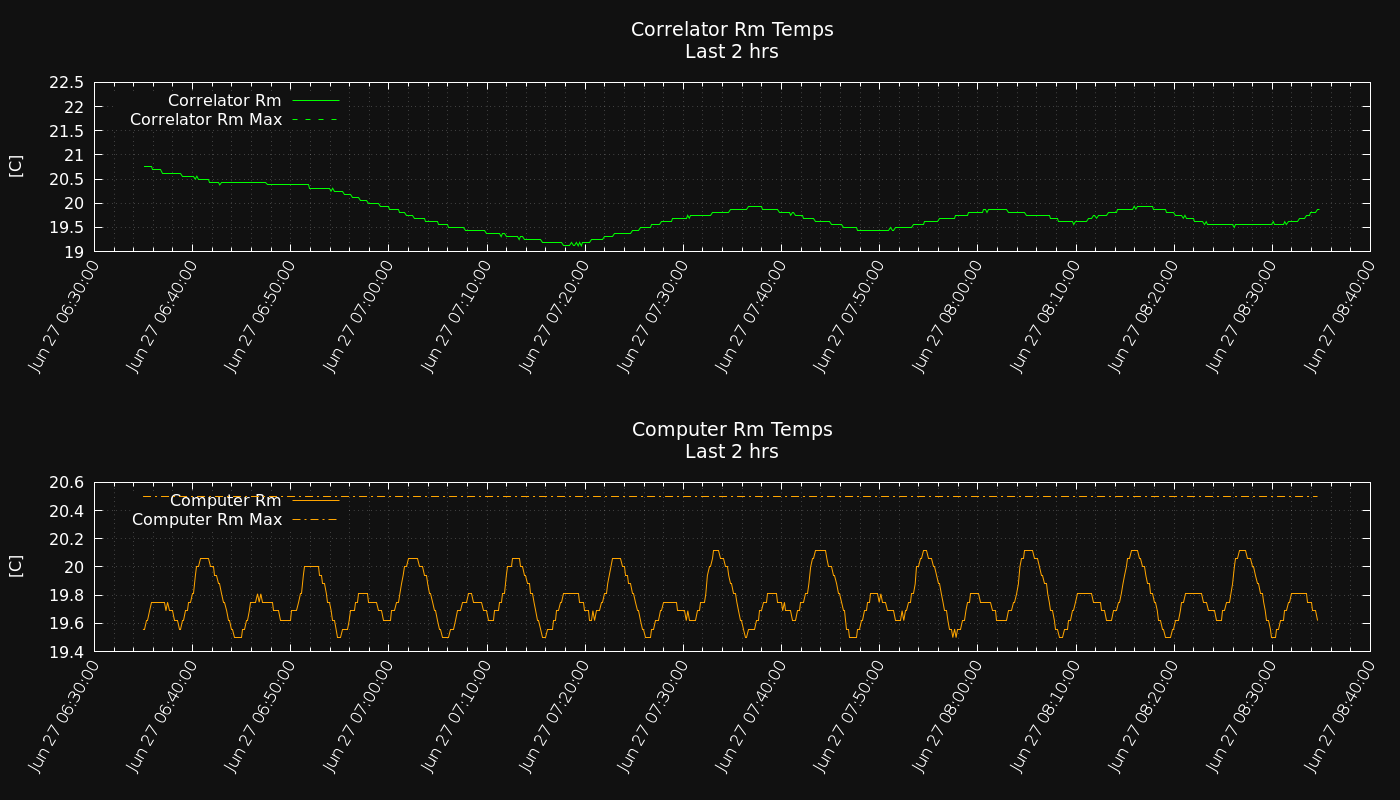 Correlator Rm Temps
Last 2 hrs
22.5
22
21.5
21
20.5
20
19.5
19
[C]
Correlator Rm
Correlator Rm Max
Jun 27 06:30:00
Jun 27 06:40:00
Jun 27 06:50:00
Jun 27 07:00:00
Jun 27 07:10:00
Jun 27 07:20:00
Jun 27 07:30:00
Jun 27 07:40:00
Jun 27 07:50:00
Jun 27 08:00:00
Jun 27 08:10:00
Jun 27 08:20:00
Jun 27 08:30:00
Jun 27 08:40:00
Computer Rm Temps
Last 2 hrs
20.6
20.4
20.2
20
19.8
19.6
19.4
[C]
Computer Rm
Computer Rm Max
Jun 27 06:30:00
Jun 27 06:40:00
Jun 27 06:50:00
Jun 27 07:00:00
Jun 27 07:10:00
Jun 27 07:20:00
Jun 27 07:30:00
Jun 27 07:40:00
Jun 27 07:50:00
Jun 27 08:00:00
Jun 27 08:10:00
Jun 27 08:20:00
Jun 27 08:30:00
Jun 27 08:40:00